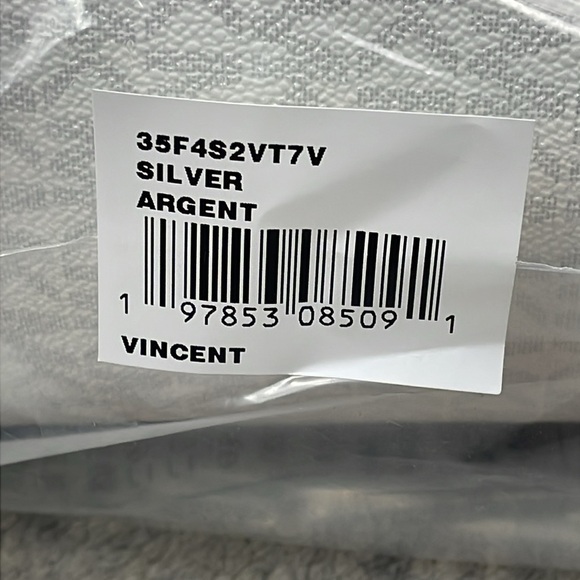 35F4S2VT7V
SILVER
ARGENT
1 97853 08509 1
VINCENT